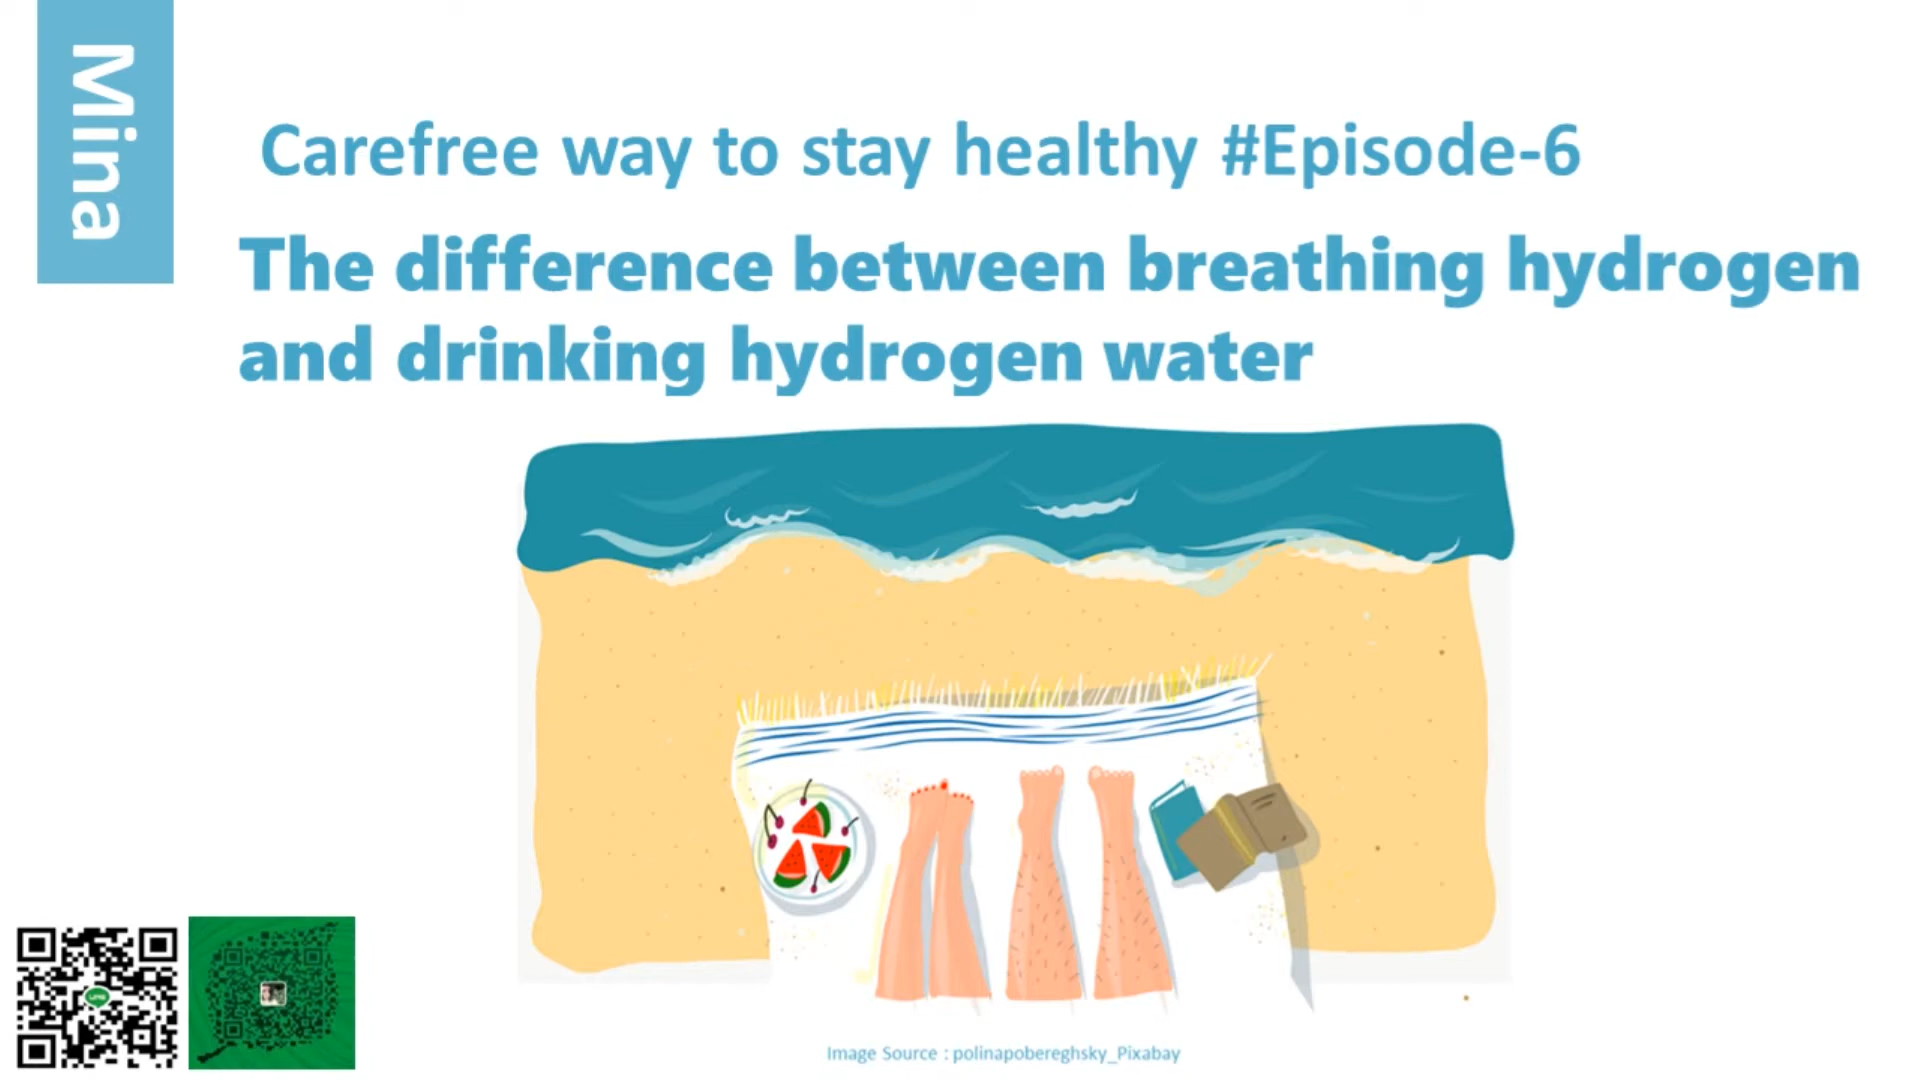 Mina
Carefree way to stay healthy #Episode-6
The difference between breathing hydrogen
and drinking hydrogen water
LINE
Image Source : polinapobereghsky_Pixabay